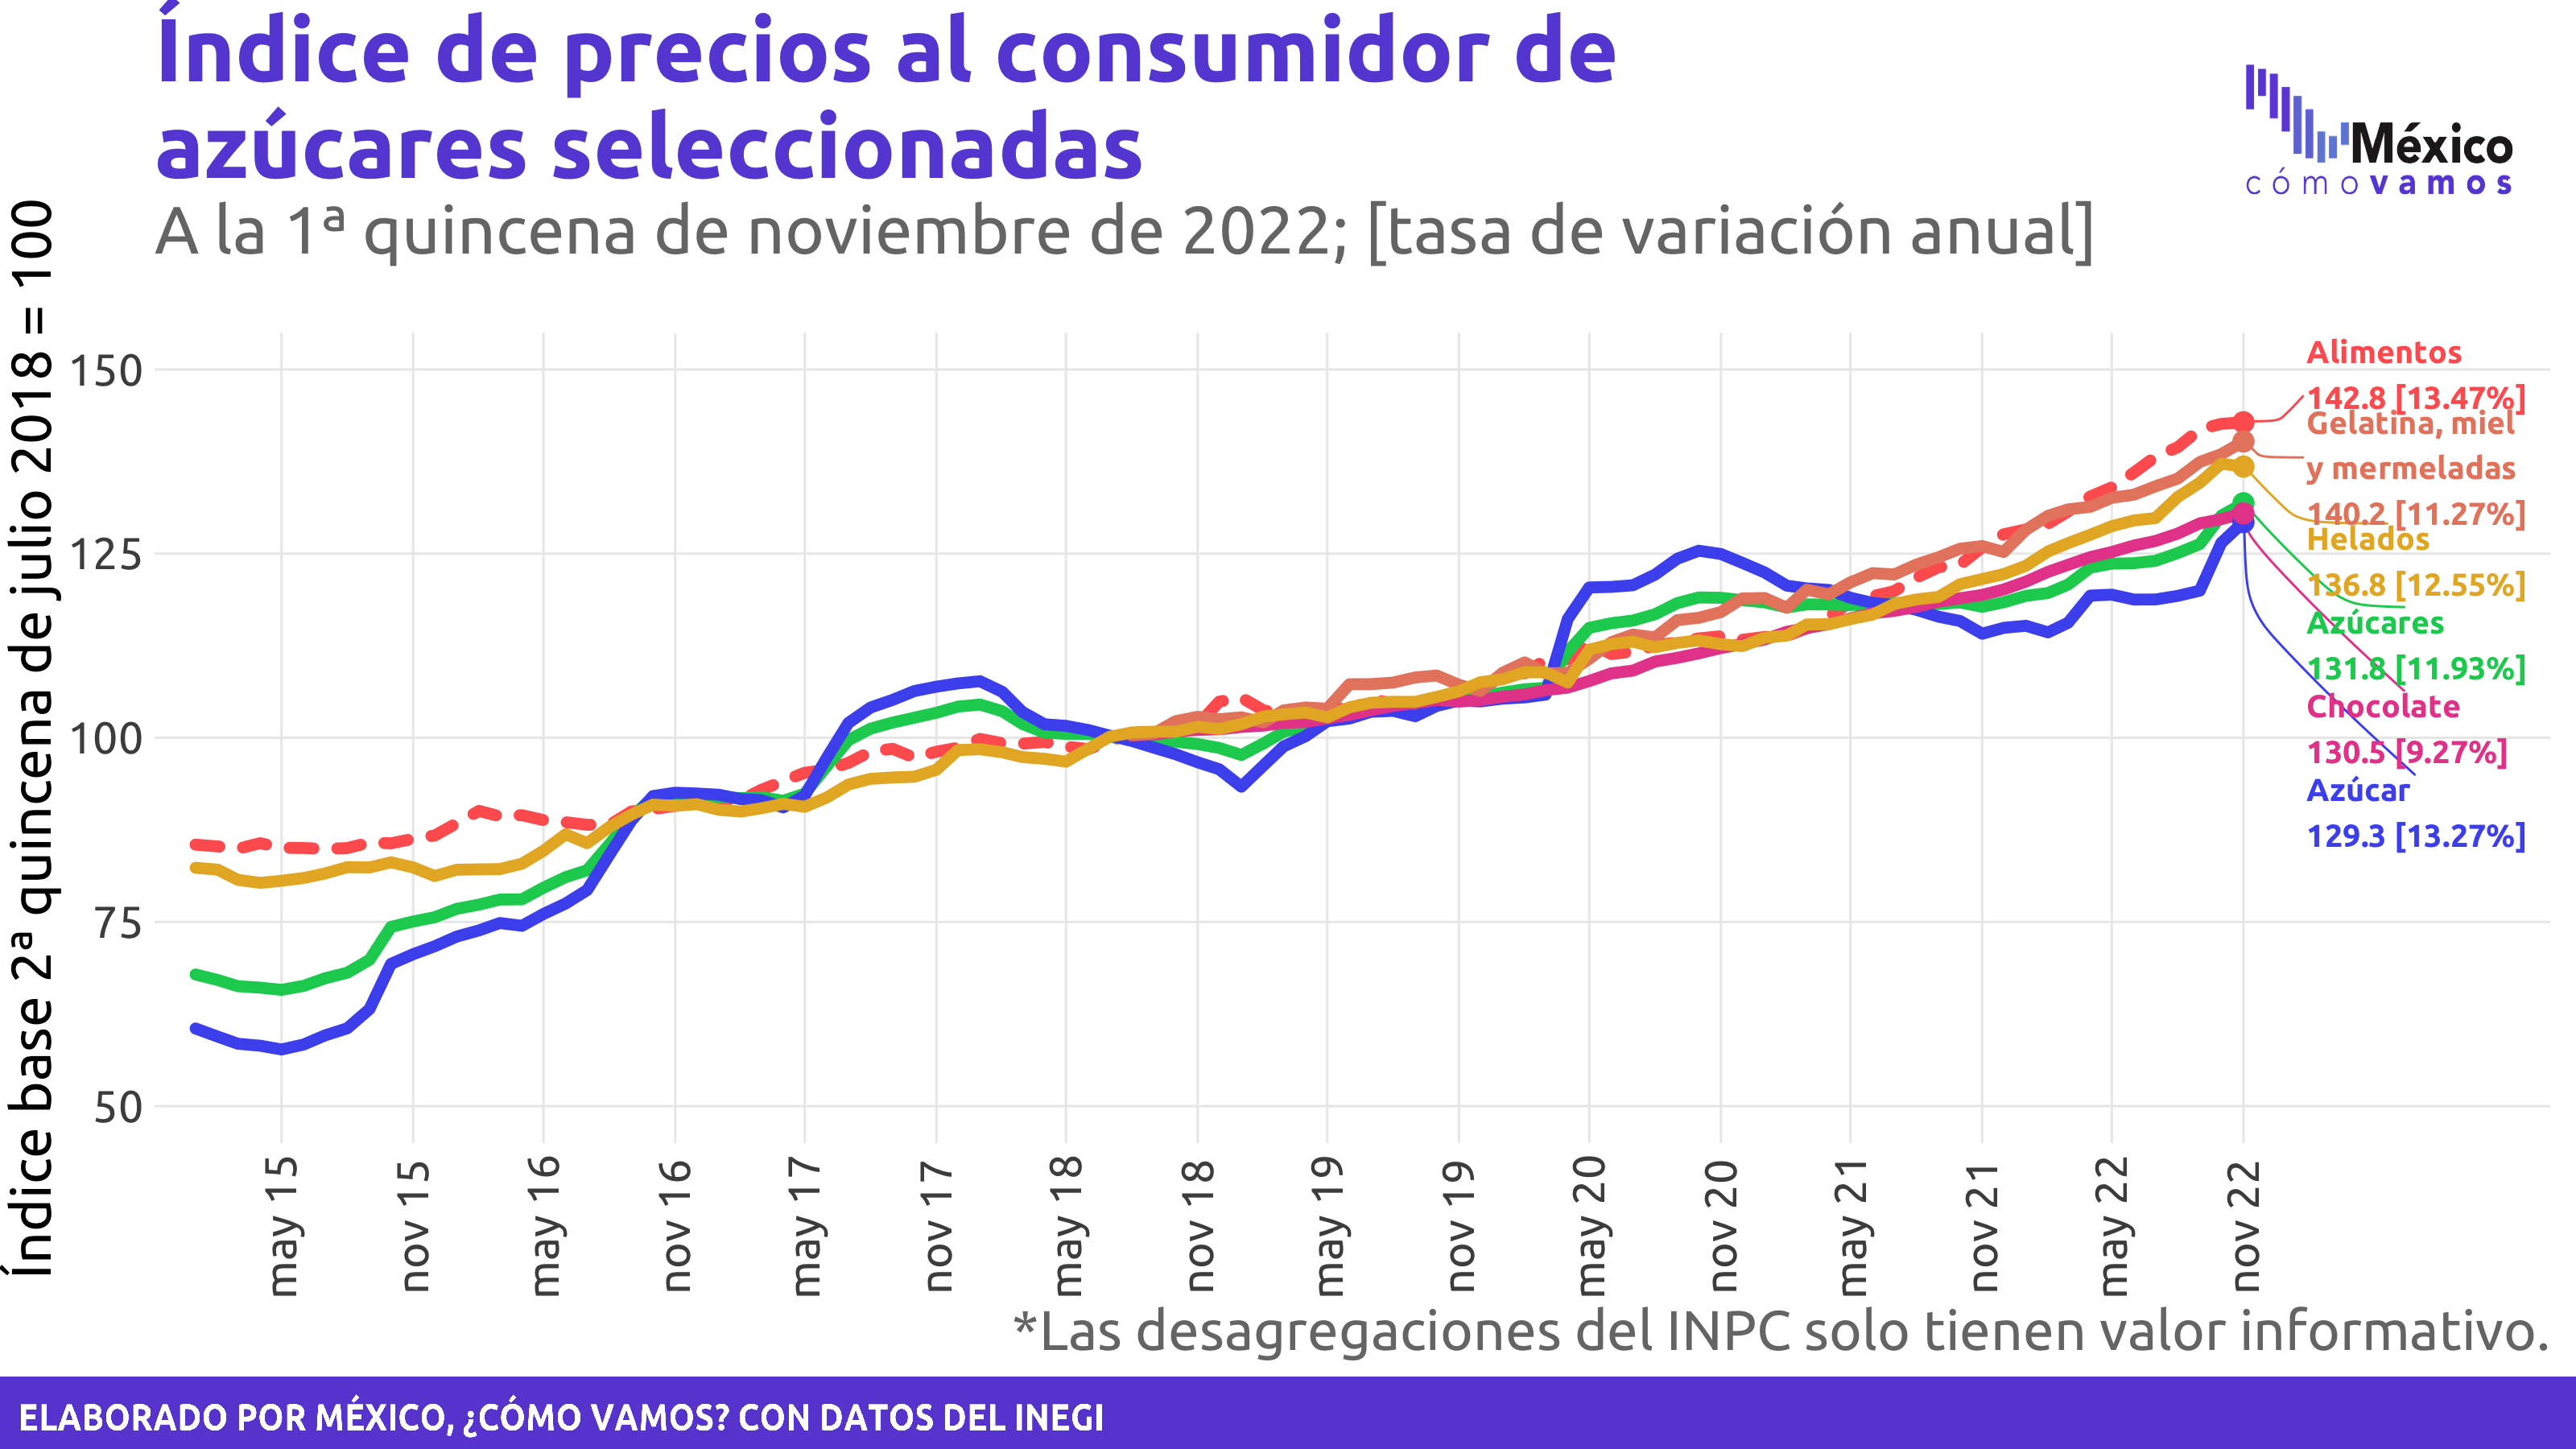 Índice de precios al consumidor de
azúcares seleccionadas
A la 1ª quincena de noviembre de 2022; [tasa de variación anual]
México
cómo vamos
Índice base 2ª quincena de julio 2018 = 100
150
125
100
75
50
Alimentos
142.8 [13.47%]
Gelatina, miel
y mermeladas
140.2 [11.27%]
Helados
136.8 [12.55%]
Azúcares
131.8 [11.93%]
Chocolate
130.5 [9.27%]
Azúcar
129.3 [13.27%]
may 15
nov 15
may 16
nov 16
may 17
nov 17
may 18
nov 18
may 19
nov 19
may 20
nov 20
may 21
nov 21
may 22
nov 22
*Las desagregaciones del INPC solo tienen valor informativo.
ELABORADO POR MÉXICO, ¿CÓMO VAMOS? CON DATOS DEL INEGI